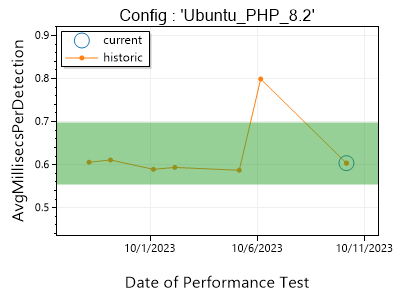 Config : 'Ubuntu_PHP_8.2'
current
historic
0.9
0.8
0.7
0.6
0.5
AvgMillisecsPerDetection
10/1/2023
10/6/2023
10/11/2023
Date of Performance Test